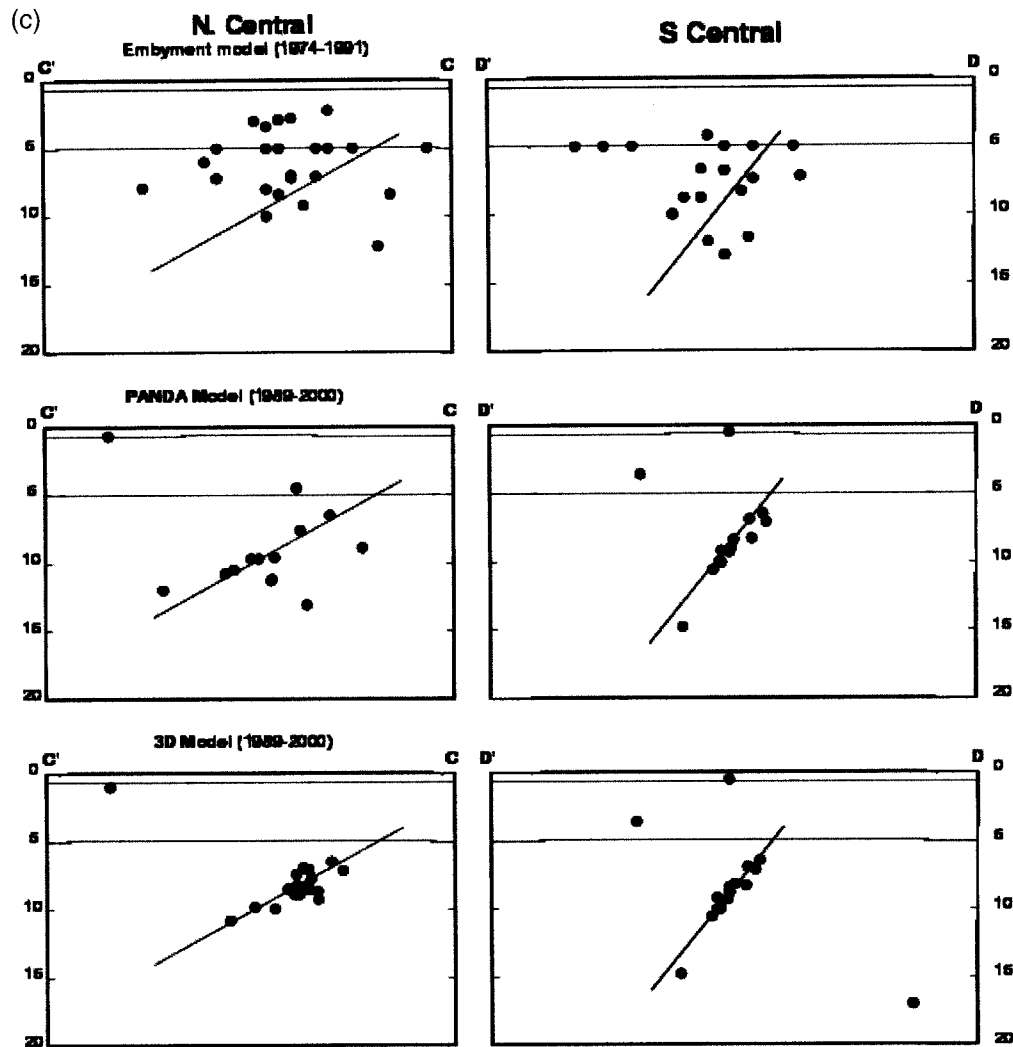 (c)
N. Central
Embyment model (1974-1991)
S Central
C' C D' D
0 0
5 5
10 10
15 15
20 20
PANDA Model (1989-2000)
C' C D' D
0 0
5 5
10 10
15 15
20 20
3D Model (1989-2000)
C' C D' D
0 0
5 5
10 10
15 15
20 20